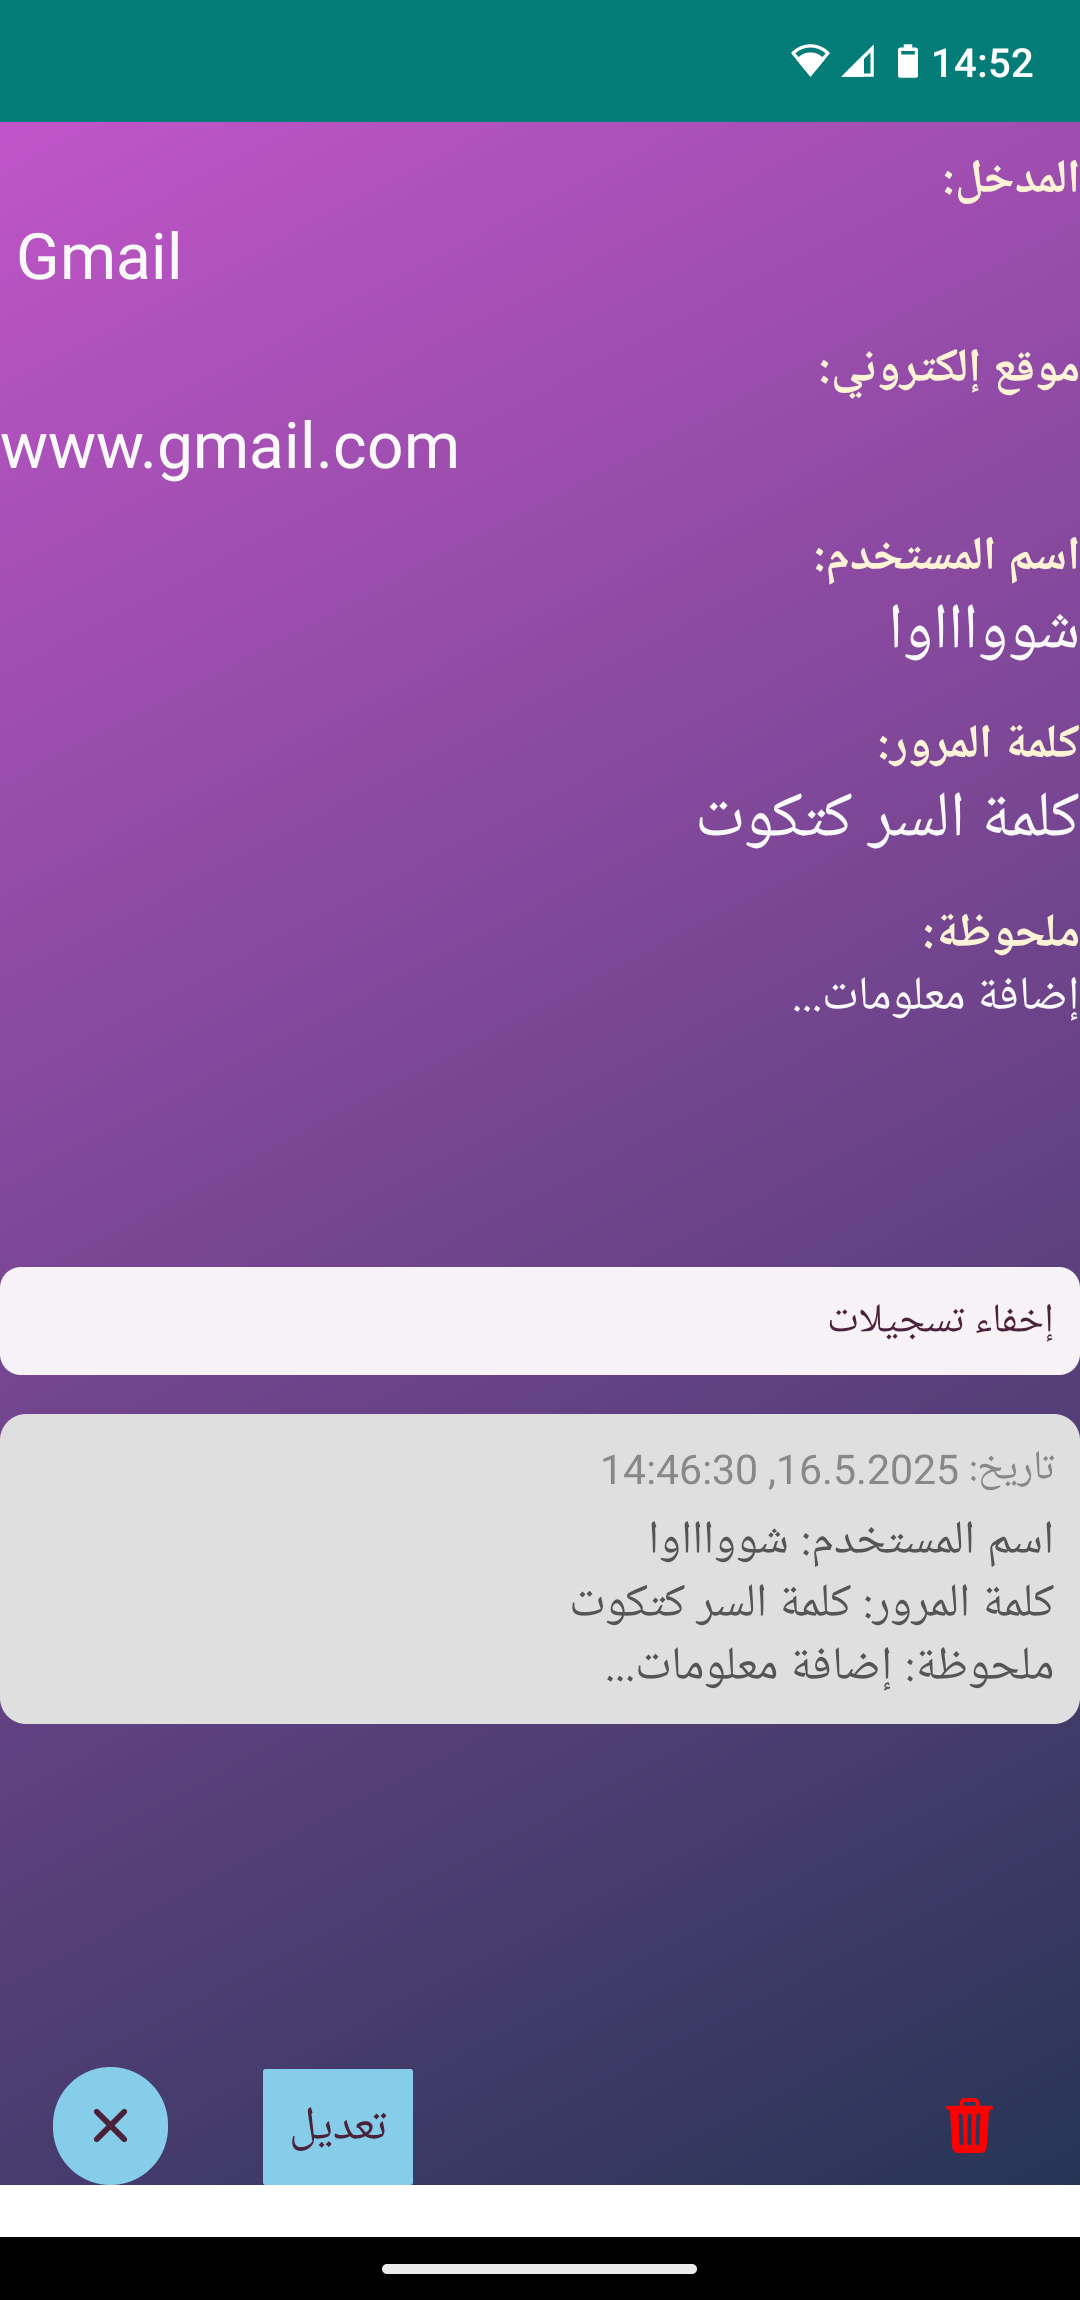 14:52
المدخل:
Gmail
موقع إلكتروني:
www.gmail.com
اسم المستخدم:
شووااااوا
كلمة المرور:
كلمة السر كتكوت
ملحوظة:
إضافة معلومات...
إخفاء تسجيلات
تاريخ: 16.5.2025, 14:46:30
اسم المستخدم: شووااااوا
كلمة المرور: كلمة السر كتكوت
ملحوظة: إضافة معلومات...
تعديل